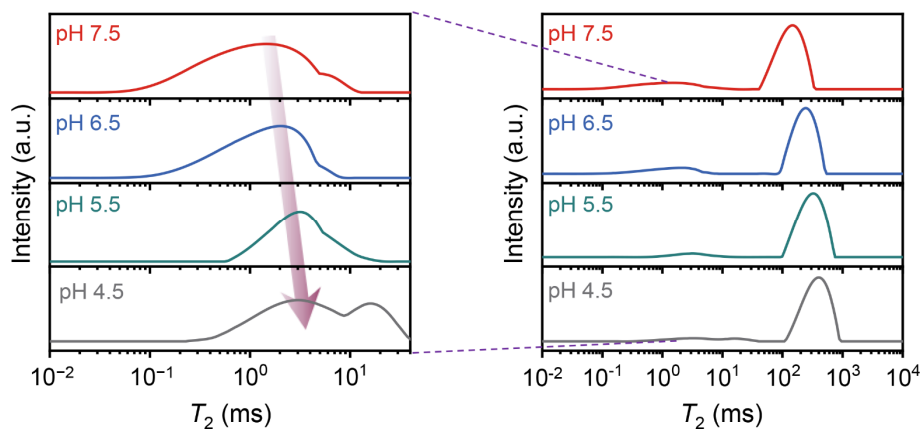 pH 7.5
pH 6.5
pH 5.5
pH 4.5
Intensity (a.u.)
10⁻² 10⁻¹ 10⁰ 10¹
T₂ (ms)
pH 7.5
pH 6.5
pH 5.5
pH 4.5
Intensity (a.u.)
10⁻² 10⁻¹ 10⁰ 10¹ 10² 10³ 10⁴
T₂ (ms)